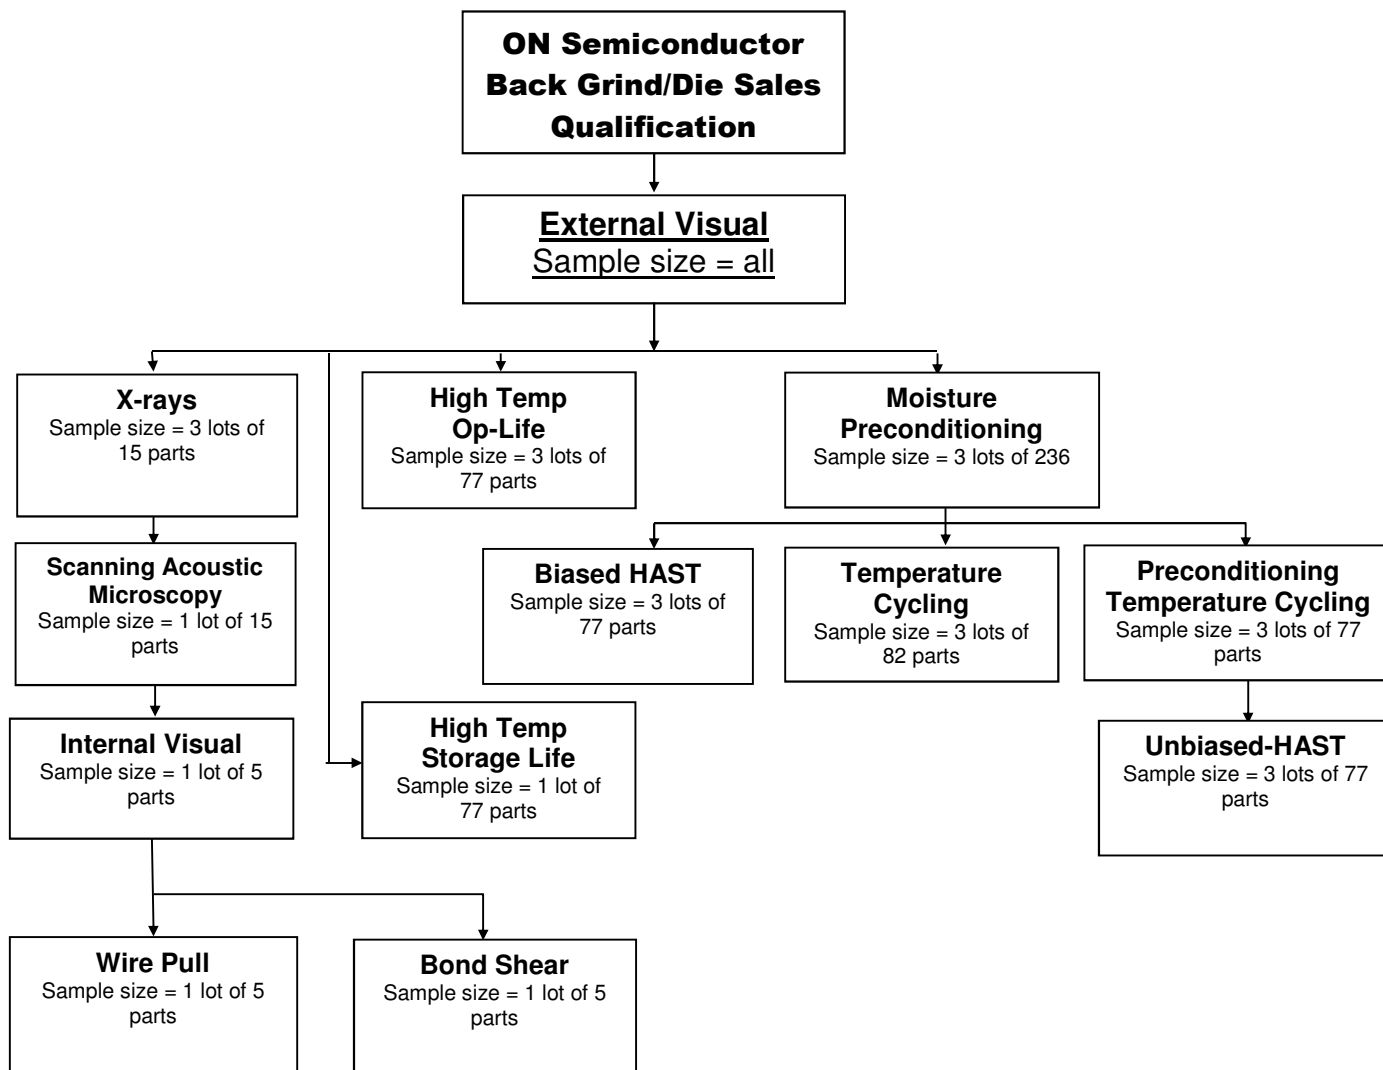 ON Semiconductor
Back Grind/Die Sales
Qualification
External Visual
Sample size = all
X-rays
Sample size = 3 lots of
15 parts
High Temp
Op-Life
Sample size = 3 lots of
77 parts
Moisture
Preconditioning
Sample size = 3 lots of 236
Scanning Acoustic
Microscopy
Sample size = 1 lot of 15
parts
Biased HAST
Sample size = 3 lots of
77 parts
Temperature
Cycling
Sample size = 3 lots of
82 parts
Preconditioning
Temperature Cycling
Sample size = 3 lots of 77
parts
Internal Visual
Sample size = 1 lot of 5
parts
High Temp
Storage Life
Sample size = 1 lot of
77 parts
Unbiased-HAST
Sample size = 3 lots of 77
parts
Wire Pull
Sample size = 1 lot of 5
parts
Bond Shear
Sample size = 1 lot of 5
parts